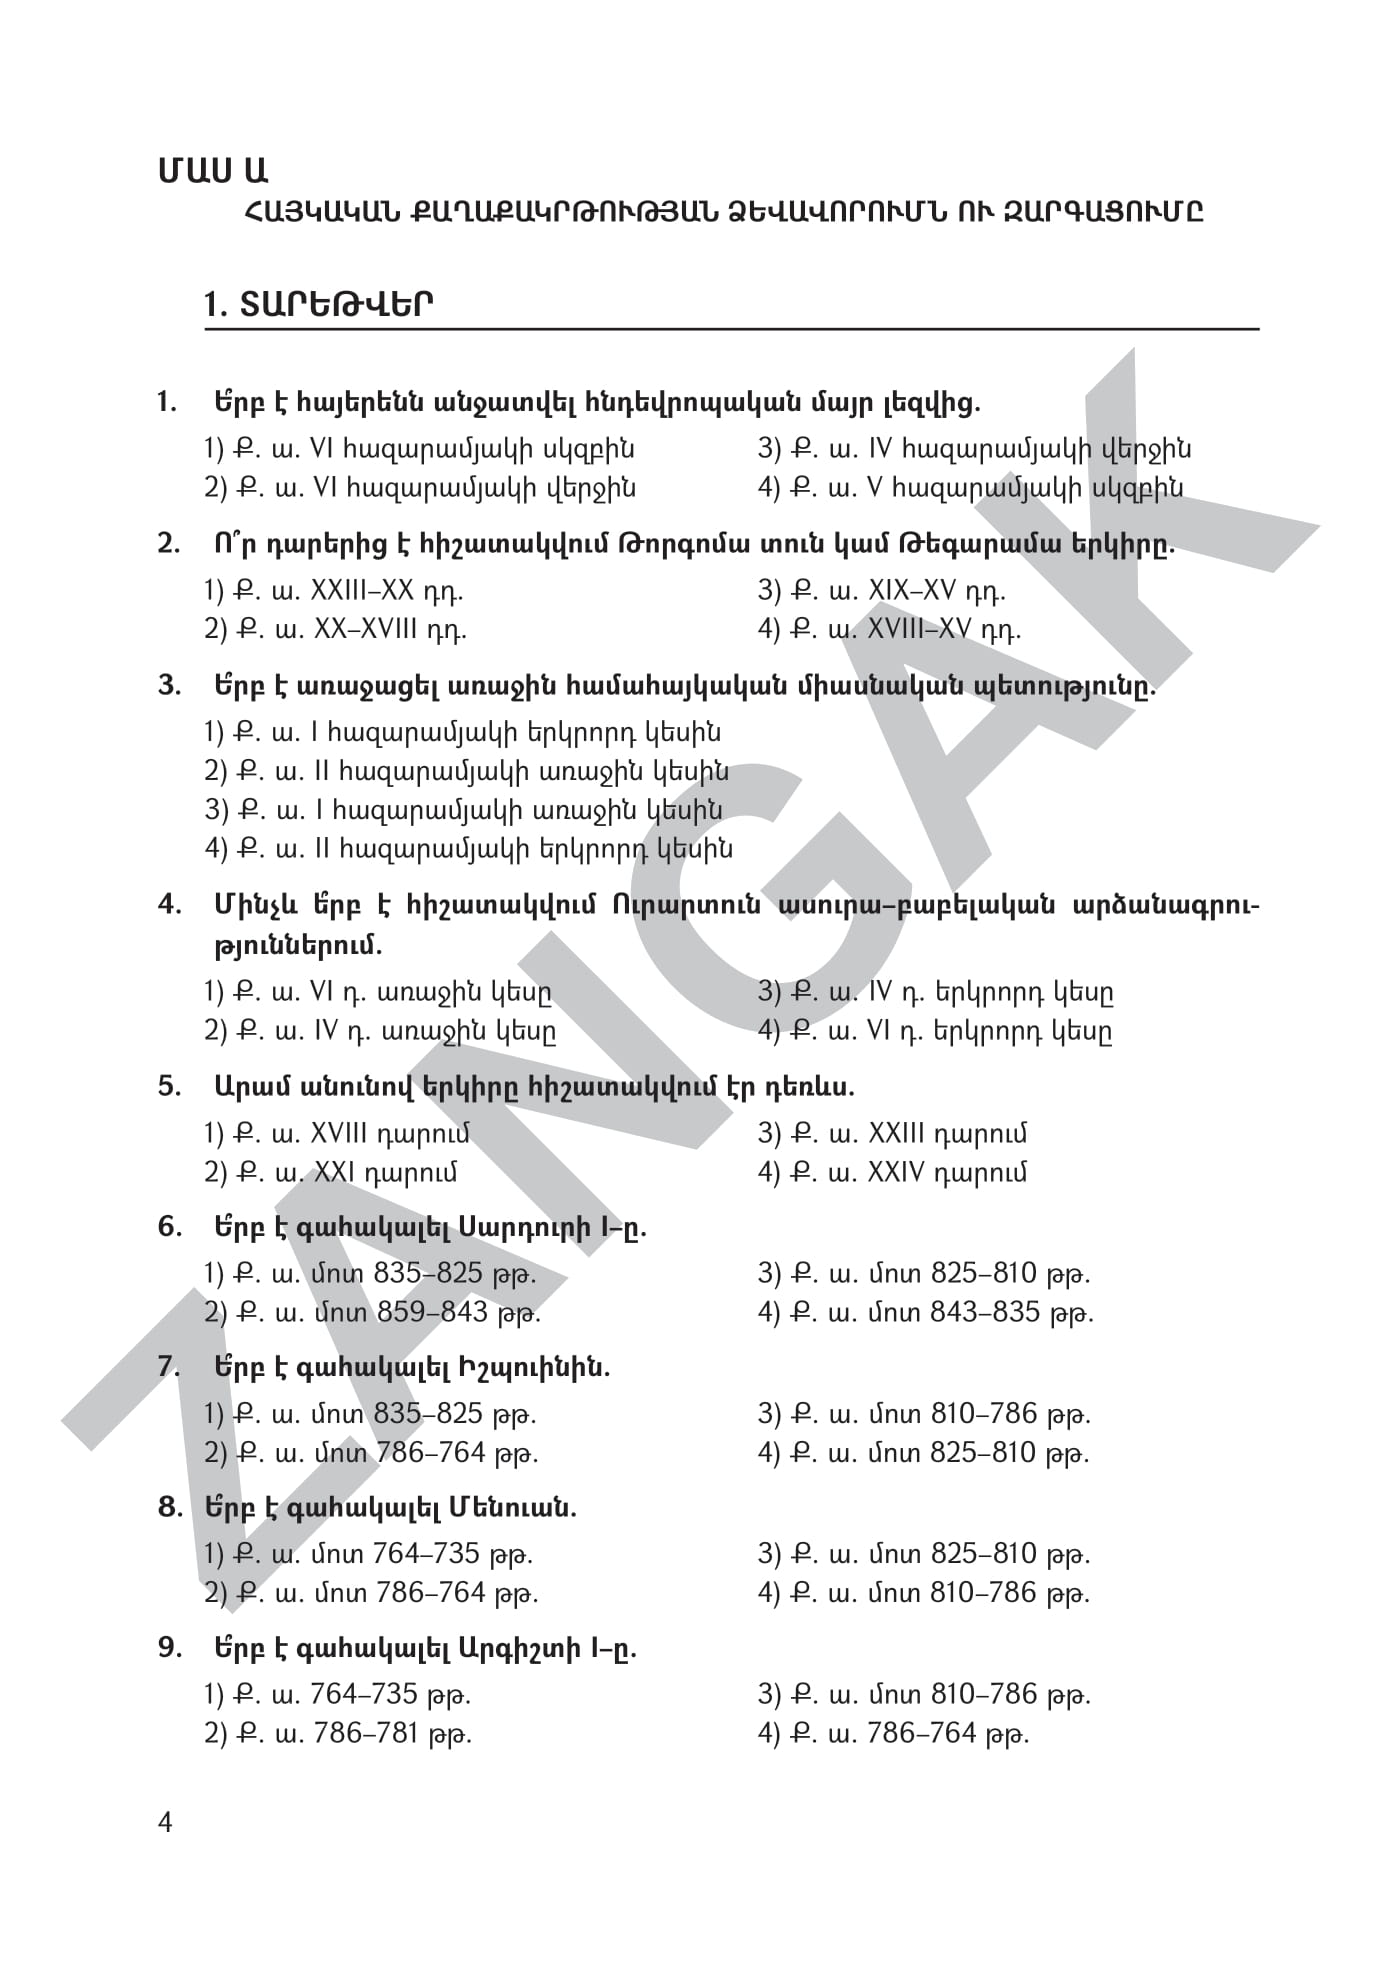 ՄԱՍ Ա
ՀԱՅԿԱԿԱՆ ՔԱՂԱՔԱԿՐԹՈՒԹՅԱՆ ՁԵՎԱՎՈՐՈՒՄՆ ՈՒ ԶԱՐԳԱՑՈՒՄԸ
1. ՏԱՐԵԹՎԵՐ
1. Ե՞րբ է հայերենն անջատվել հնդեվրոպական մայր լեզվից.
1) Ք. ա. VI հազարամյակի սկզբին 3) Ք. ա. IV հազարամյակի վերջին
2) Ք. ա. VI հազարամյակի վերջին 4) Ք. ա. V հազարամյակի սկզբին
2. Ո՞ր դարերից է հիշատակվում Թորգոմա տուն կամ Թեգարամա երկիրը.
1) Ք. ա. XXIII–XX դդ. 3) Ք. ա. XIX–XV դդ.
2) Ք. ա. XX–XVIII դդ. 4) Ք. ա. XVIII–XV դդ.
3. Ե՞րբ է առաջացել առաջին համահայկական միասնական պետությունը.
1) Ք. ա. I հազարամյակի երկրորդ կեսին
2) Ք. ա. II հազարամյակի առաջին կեսին
3) Ք. ա. I հազարամյակի առաջին կեսին
4) Ք. ա. II հազարամյակի երկրորդ կեսին
4. Մինչև ե՞րբ է հիշատակվում Ուրարտուն ասուրա–բաբելական արձանագրու-
թյուններում.
1) Ք. ա. VI դ. առաջին կեսը 3) Ք. ա. IV դ. երկրորդ կեսը
2) Ք. ա. IV դ. առաջին կեսը 4) Ք. ա. VI դ. երկրորդ կեսը
5. Արամ անունով երկիրը հիշատակվում էր դեռևս.
1) Ք. ա. XVIII դարում 3) Ք. ա. XXIII դարում
2) Ք. ա. XXI դարում 4) Ք. ա. XXIV դարում
6. Ե՞րբ է գահակալել Սարդուրի I–ը.
1) Ք. ա. մոտ 835–825 թթ. 3) Ք. ա. մոտ 825–810 թթ.
2) Ք. ա. մոտ 859–843 թթ. 4) Ք. ա. մոտ 843–835 թթ.
7. Ե՞րբ է գահակալել Իշպուինին.
1) Ք. ա. մոտ 835–825 թթ. 3) Ք. ա. մոտ 810–786 թթ.
2) Ք. ա. մոտ 786–764 թթ. 4) Ք. ա. մոտ 825–810 թթ.
8. Ե՞րբ է գահակալել Մենուան.
1) Ք. ա. մոտ 764–735 թթ. 3) Ք. ա. մոտ 825–810 թթ.
2) Ք. ա. մոտ 786–764 թթ. 4) Ք. ա. մոտ 810–786 թթ.
9. Ե՞րբ է գահակալել Արգիշտի I–ը.
1) Ք. ա. 764–735 թթ. 3) Ք. ա. մոտ 810–786 թթ.
2) Ք. ա. 786–781 թթ. 4) Ք. ա. 786–764 թթ.
4
ZANGAK